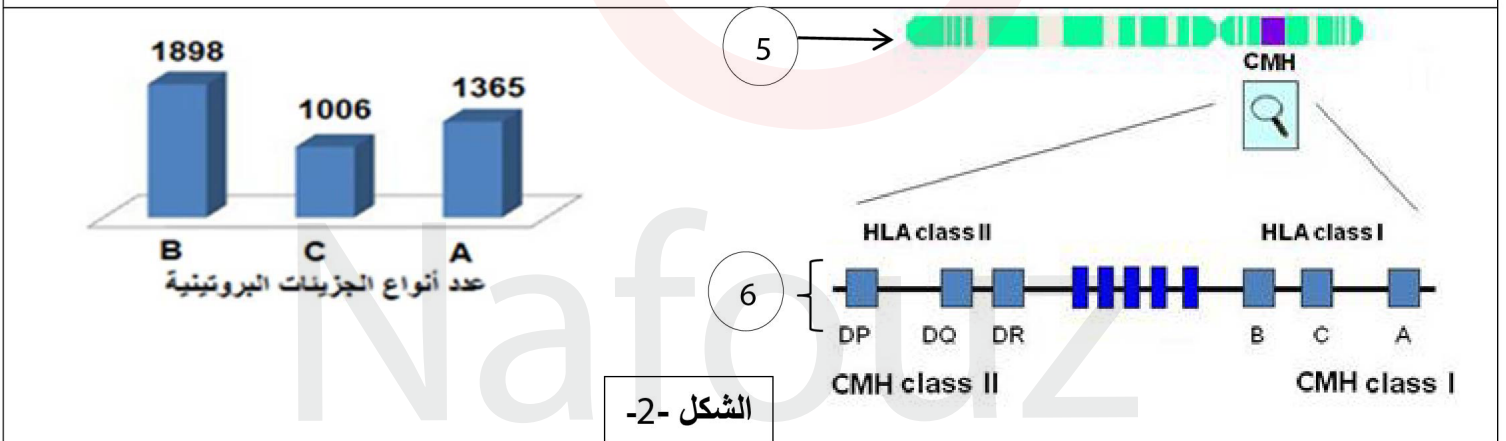 1898
1006
1365
B C A
عدد أنواع الجزيئات البروتينية
5
CMH
HLA class II
HLA class I
6
DP DQ DR B C A
CMH class II
CMH class I
الشكل -2-
Nafouz